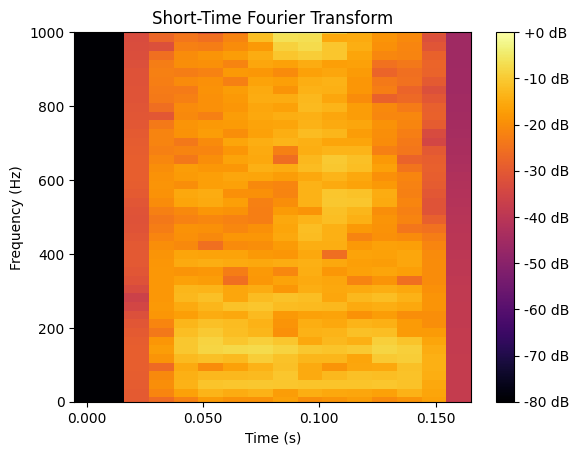 Short-Time Fourier Transform
1000
800
600
400
200
0
Frequency (Hz)
0.000
0.050
0.100
0.150
Time (s)
+0 dB
-10 dB
-20 dB
-30 dB
-40 dB
-50 dB
-60 dB
-70 dB
-80 dB